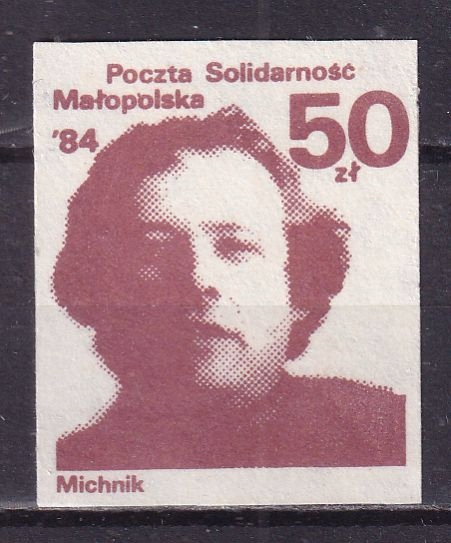 Poczta Solidarność
Małopolska
'84
50
zł
Michnik